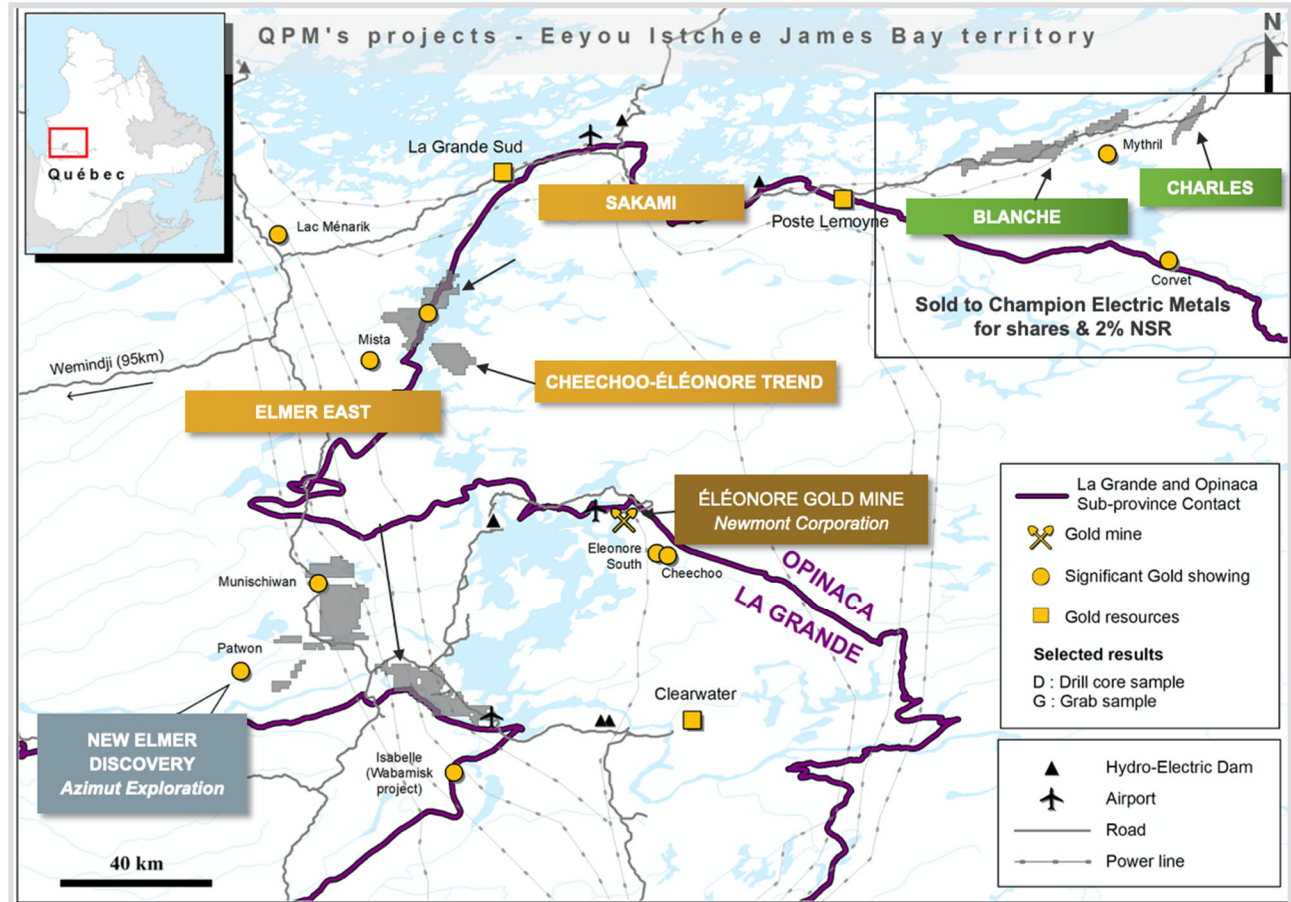 QPM's projects - Eeyou Istchee James Bay territory
N
Québec
La Grande Sud
Lac Ménarik
SAKAMI
Poste Lemoyne
Mythril
CHARLES
BLANCHE
Corvet
Sold to Champion Electric Metals
for shares & 2% NSR
Mista
Wemindji (95km)
CHEECHOO-ÉLÉONORE TREND
ELMER EAST
ÉLÉONORE GOLD MINE
Newmont Corporation
Eleonore
South
Cheechoo
OPINACA
LA GRANDE
Munischiwan
Patwon
Clearwater
NEW ELMER
DISCOVERY
Azimut Exploration
Isabelle
(Wabamisk
project)
40 km
La Grande and Opinaca
Sub-province Contact
Gold mine
Significant Gold showing
Gold resources
Selected results
D : Drill core sample
G : Grab sample
Hydro-Electric Dam
Airport
Road
Power line